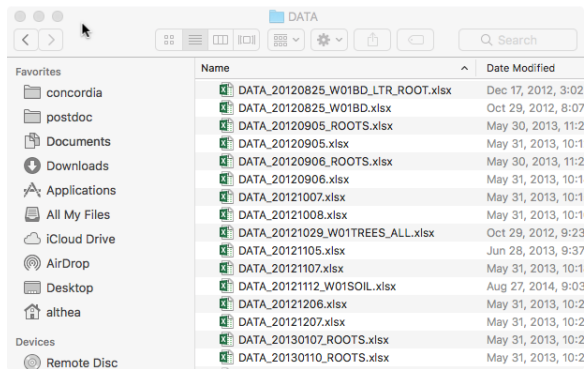 DATA
Search
Favorites
concordia
postdoc
Documents
Downloads
Applications
All My Files
iCloud Drive
AirDrop
Desktop
althea
Devices
Remote Disc
Name Date Modified
DATA_20120825_W01BD_LTR_ROOT.xlsx Dec 17, 2012, 3:02
DATA_20120825_W01BD.xlsx Oct 29, 2012, 8:07
DATA_20120905_ROOTS.xlsx May 30, 2013, 11:2
DATA_20120905.xlsx May 31, 2013, 10:1
DATA_20120906_ROOTS.xlsx May 30, 2013, 11:2
DATA_20120906.xlsx May 31, 2013, 10:1
DATA_20121007.xlsx May 31, 2013, 10:1
DATA_20121008.xlsx May 31, 2013, 10:1
DATA_20121029_W01TREES_ALL.xlsx Oct 29, 2012, 9:23
DATA_20121105.xlsx Jun 28, 2013, 9:37
DATA_20121107.xlsx May 31, 2013, 10:1
DATA_20121112_W01SOIL.xlsx Aug 27, 2014, 9:03
DATA_20121206.xlsx May 31, 2013, 10:2
DATA_20121207.xlsx May 31, 2013, 10:2
DATA_20130107_ROOTS.xlsx May 31, 2013, 10:2
DATA_20130110_ROOTS.xlsx May 31, 2013, 10:2